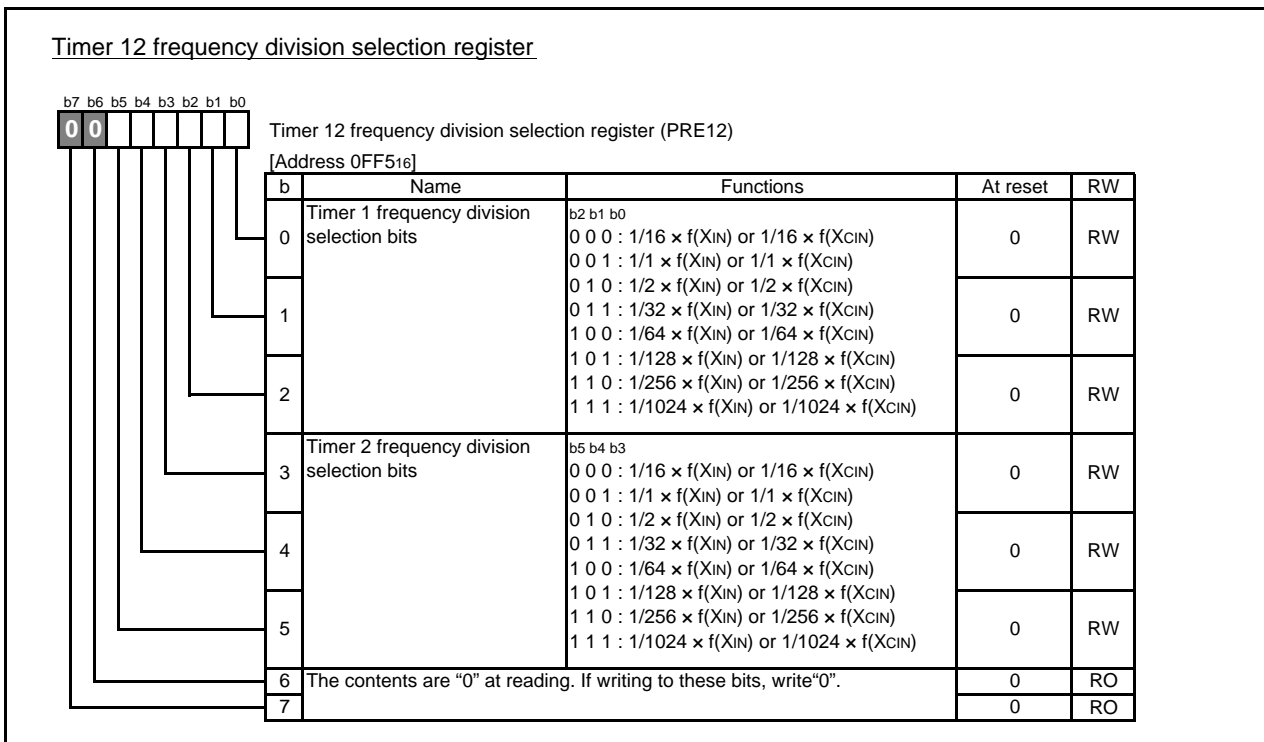 Timer 12 frequency division selection register
b7 b6 b5 b4 b3 b2 b1 b0
0 0
Timer 12 frequency division selection register (PRE12)
[Address 0FF516]
b Name Functions At reset RW
0 Timer 1 frequency division selection bits 0 RW
b2 b1 b0
0 0 0 : 1/16 × f(XIN) or 1/16 × f(XCIN)
0 0 1 : 1/1 × f(XIN) or 1/1 × f(XCIN)
0 1 0 : 1/2 × f(XIN) or 1/2 × f(XCIN)
0 1 1 : 1/32 × f(XIN) or 1/32 × f(XCIN)
1 0 0 : 1/64 × f(XIN) or 1/64 × f(XCIN)
1 0 1 : 1/128 × f(XIN) or 1/128 × f(XCIN)
1 1 0 : 1/256 × f(XIN) or 1/256 × f(XCIN)
1 1 1 : 1/1024 × f(XIN) or 1/1024 × f(XCIN)
1 0 RW
2 0 RW
3 Timer 2 frequency division selection bits 0 RW
b5 b4 b3
0 0 0 : 1/16 × f(XIN) or 1/16 × f(XCIN)
0 0 1 : 1/1 × f(XIN) or 1/1 × f(XCIN)
0 1 0 : 1/2 × f(XIN) or 1/2 × f(XCIN)
0 1 1 : 1/32 × f(XIN) or 1/32 × f(XCIN)
1 0 0 : 1/64 × f(XIN) or 1/64 × f(XCIN)
1 0 1 : 1/128 × f(XIN) or 1/128 × f(XCIN)
1 1 0 : 1/256 × f(XIN) or 1/256 × f(XCIN)
1 1 1 : 1/1024 × f(XIN) or 1/1024 × f(XCIN)
4 0 RW
5 0 RW
6 The contents are “0” at reading. If writing to these bits, write“0”. 0 RO
7 0 RO